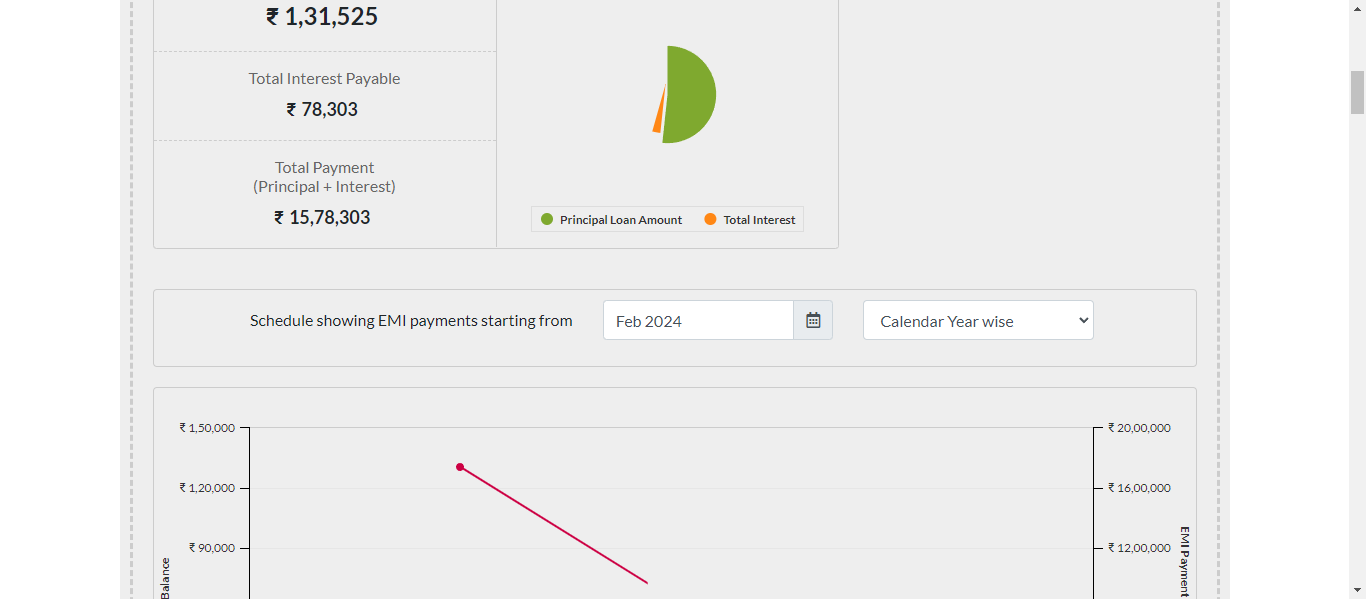 ₹ 1,31,525
Total Interest Payable
₹ 78,303
Total Payment
(Principal + Interest)
₹ 15,78,303
Principal Loan Amount
Total Interest
Schedule showing EMI payments starting from
Feb 2024
Calendar Year wise
₹ 1,50,000
₹ 1,20,000
₹ 90,000
Balance
₹ 20,00,000
₹ 16,00,000
₹ 12,00,000
EMI Payment